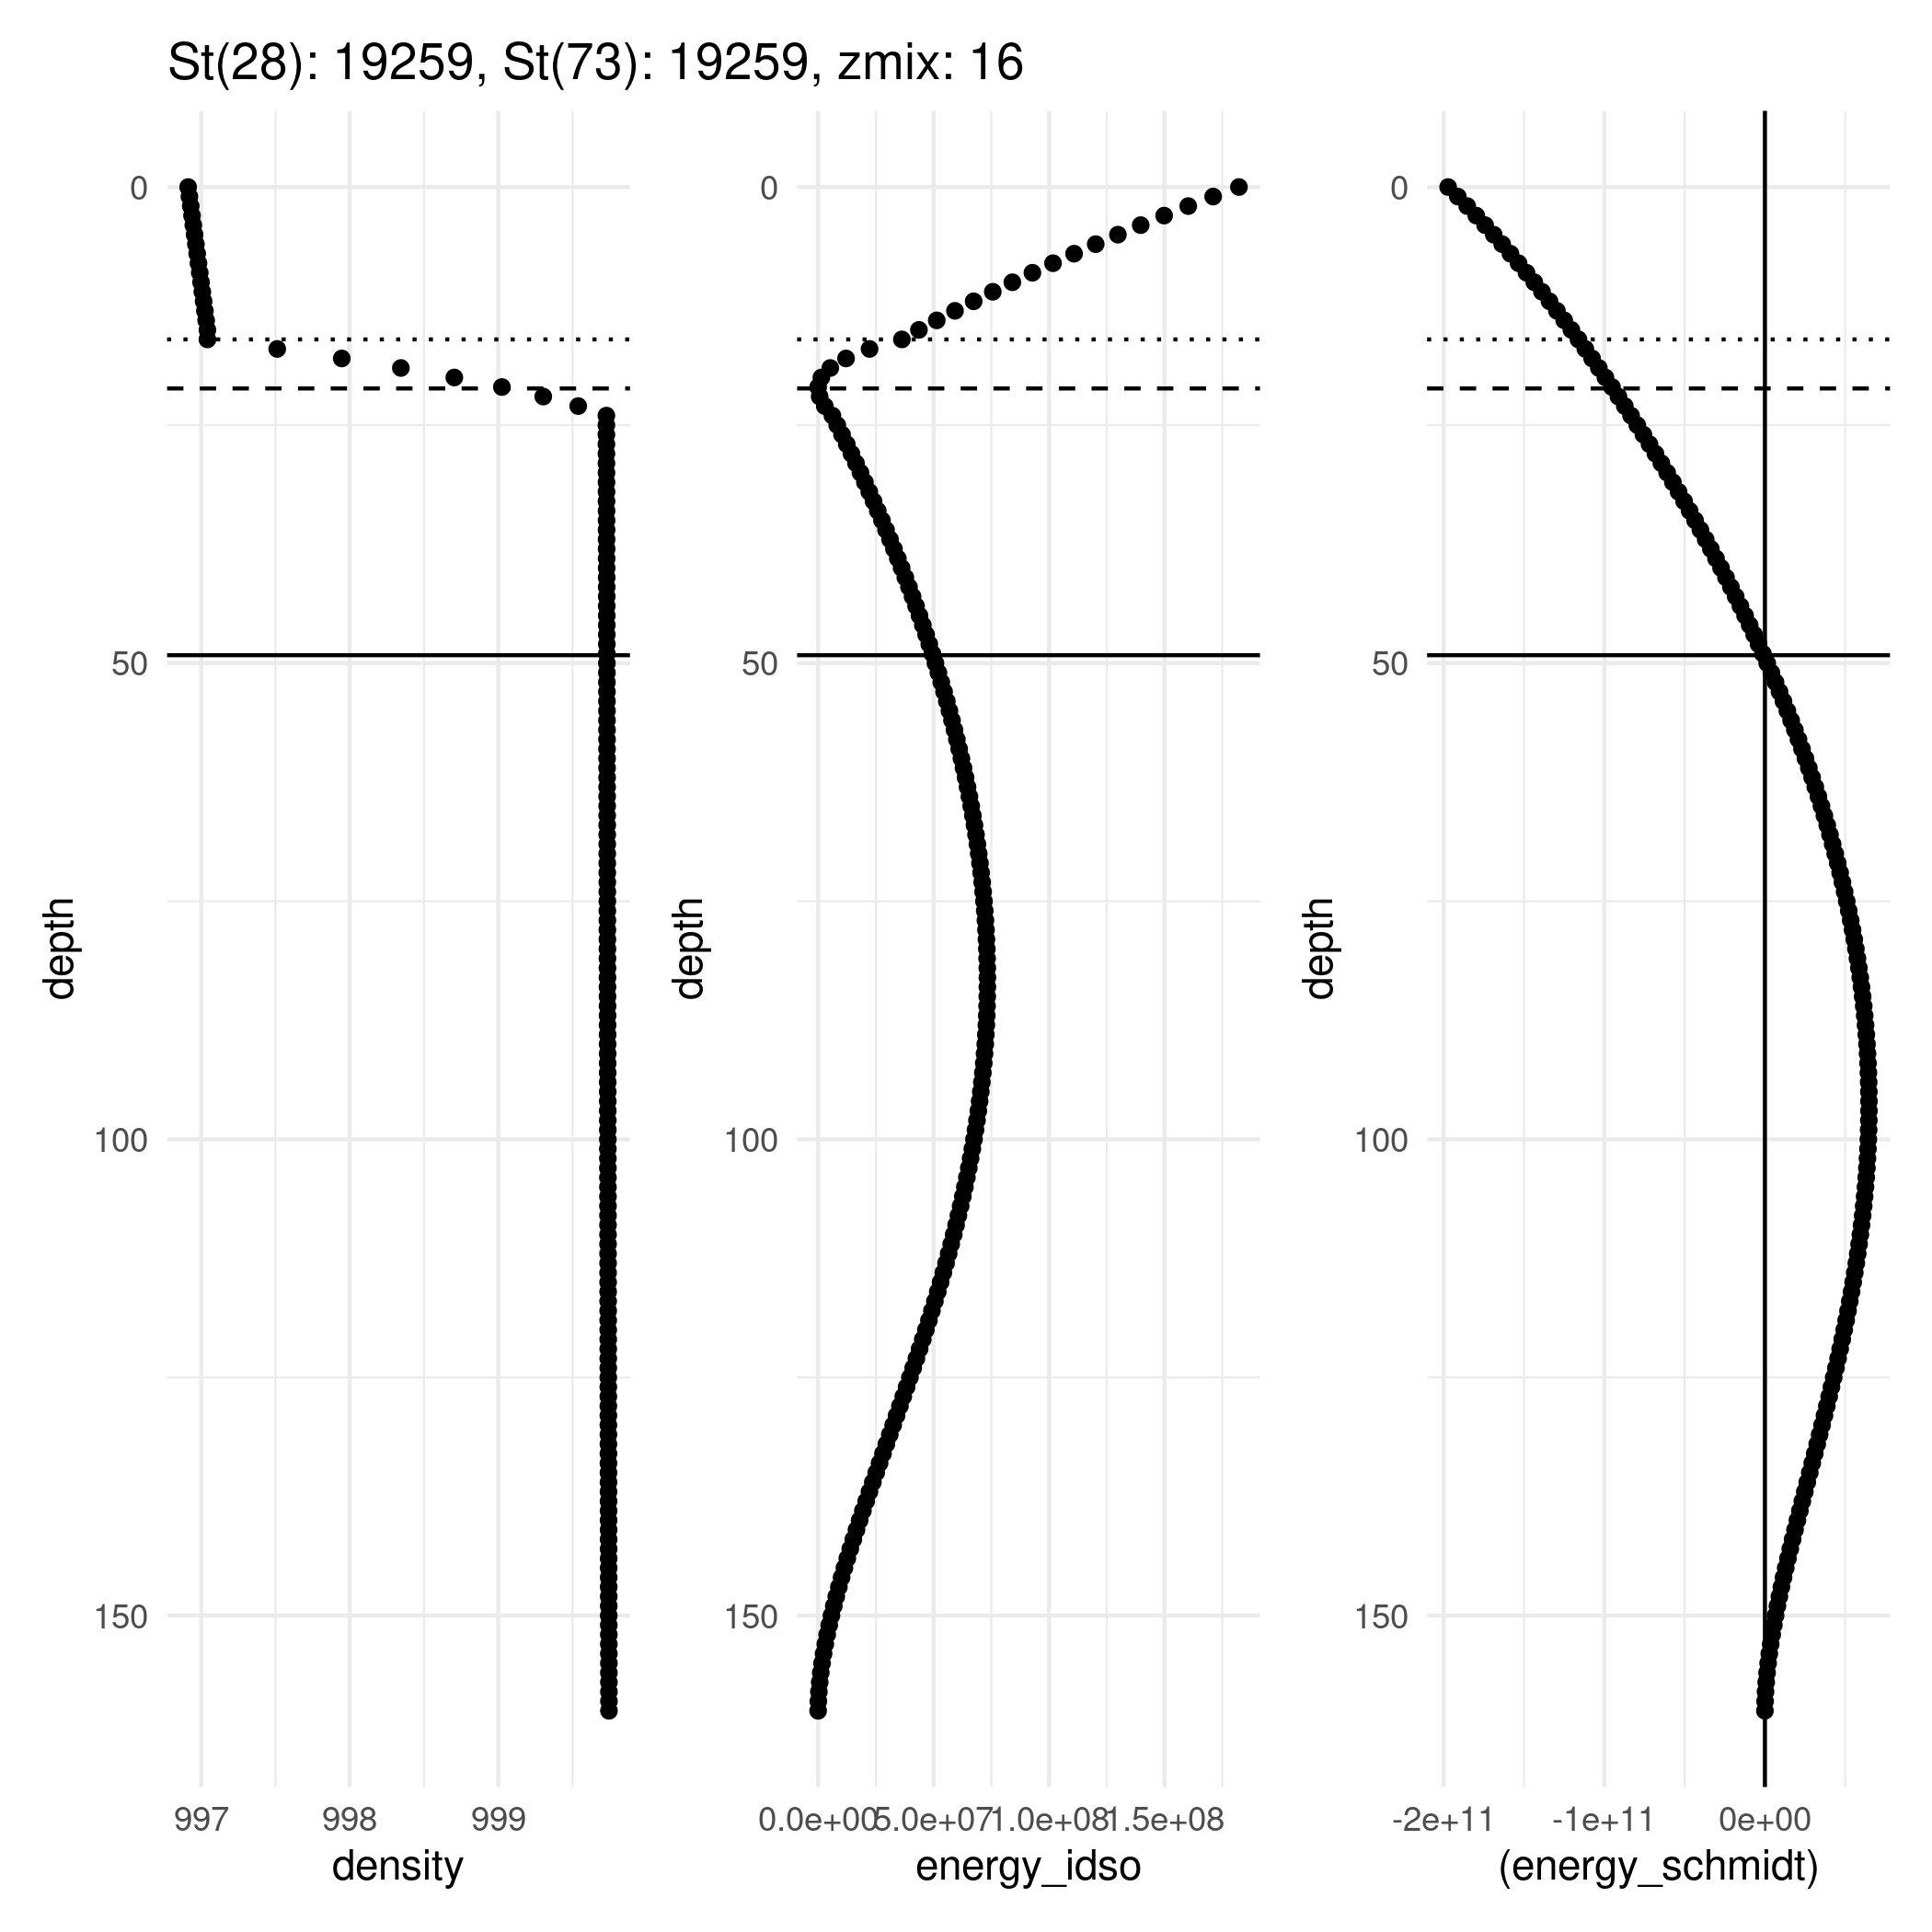 St(28): 19259, St(73): 19259, zmix: 16
depth
0
50
100
150
997 998 999
density
depth
0
50
100
150
0.0e+00 5.0e+07 1.0e+08 1.5e+08
energy_idso
depth
0
50
100
150
-2e+11 -1e+11 0e+00
(energy_schmidt)